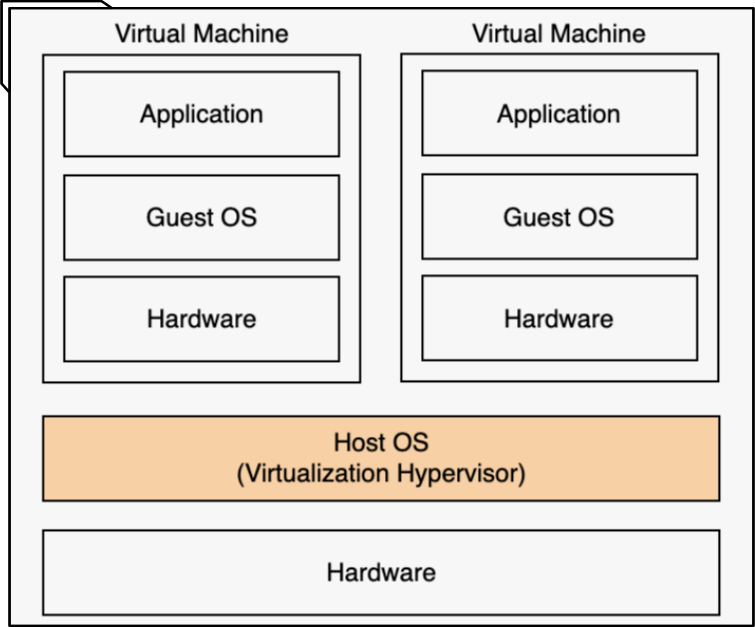 Virtual Machine
Application
Guest OS
Hardware
Virtual Machine
Application
Guest OS
Hardware
Host OS
(Virtualization Hypervisor)
Hardware